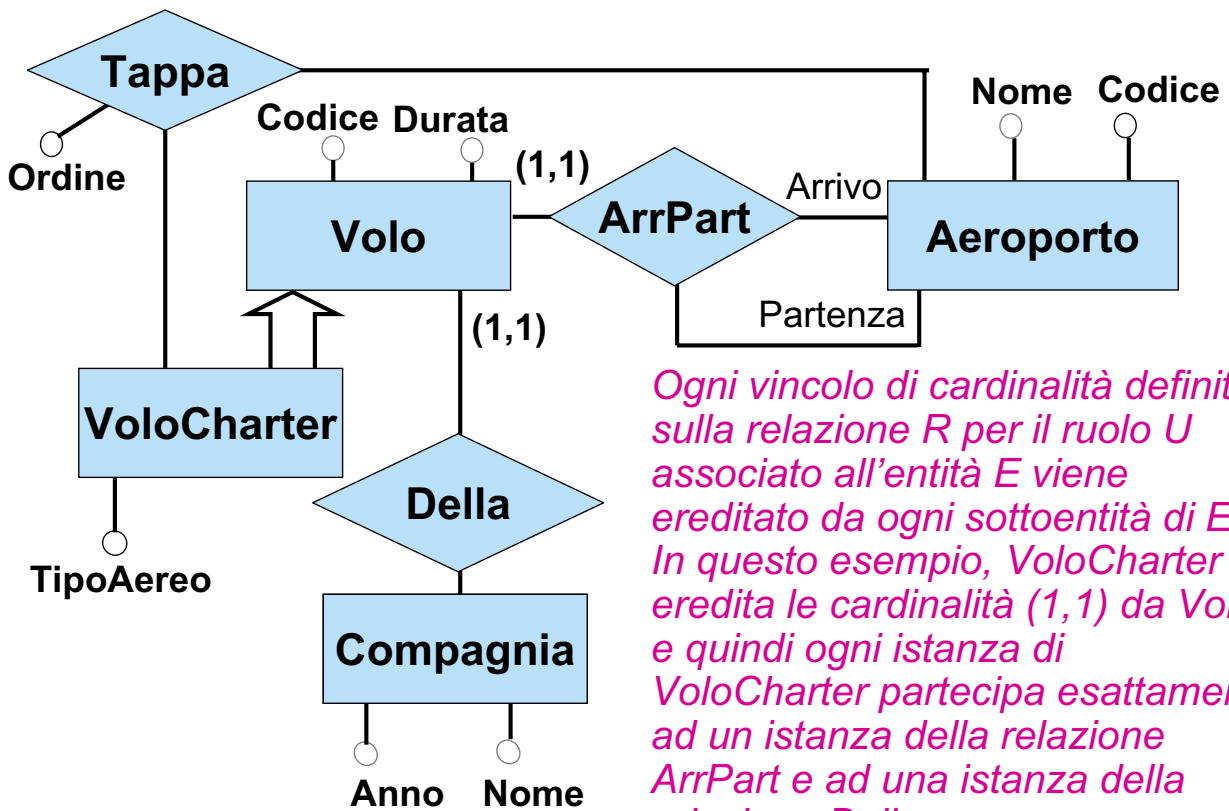 Tappa
Ordine
Codice Durata
(1,1)
Nome Codice
Volo
ArrPart
Arrivo
Aeroporto
Partenza
(1,1)
VoloCharter
TipoAereo
Della
Compagnia
Anno Nome
Ogni vincolo di cardinalità definit
sulla relazione R per il ruolo U
associato all’entità E viene
ereditato da ogni sottoentità di E
In questo esempio, VoloCharter
eredita le cardinalità (1,1) da Vol
e quindi ogni istanza di
VoloCharter partecipa esattamen
ad un istanza della relazione
ArrPart e ad una istanza della